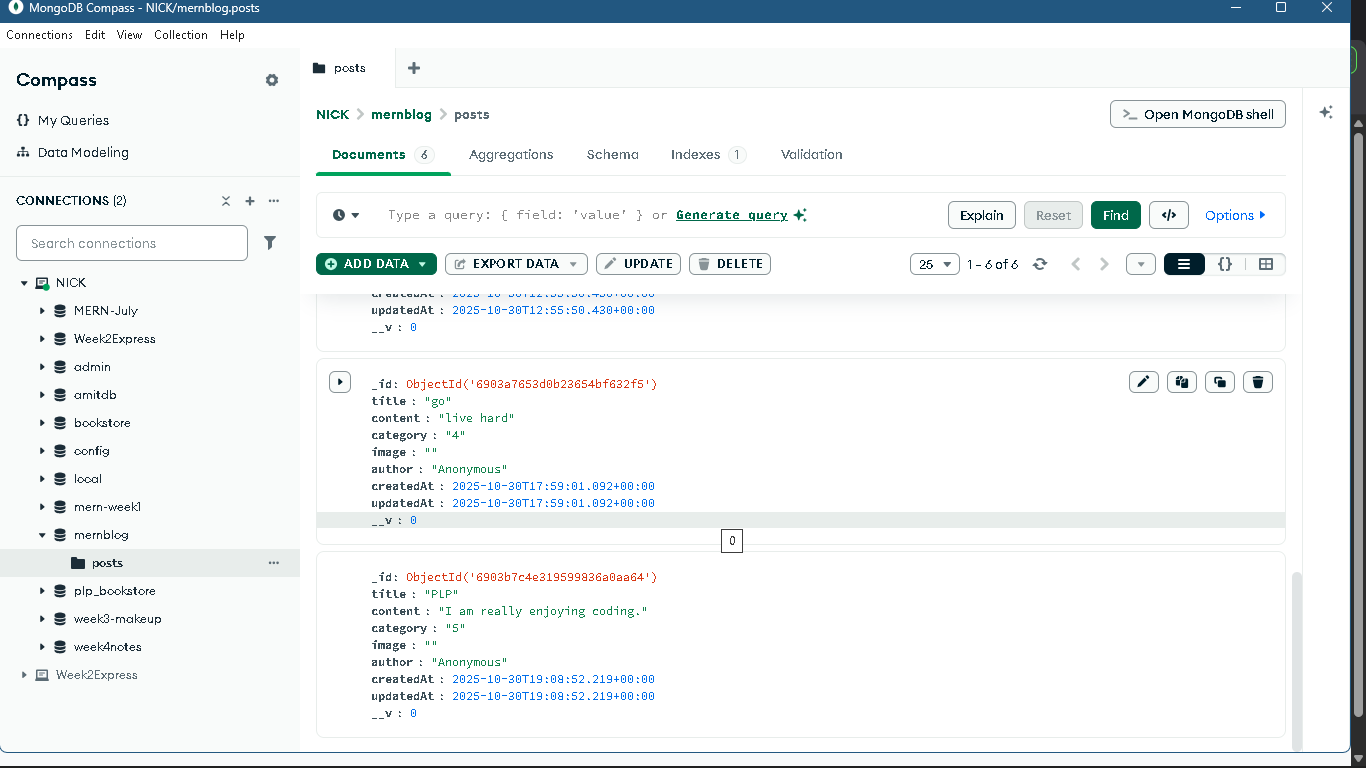 MongoDB Compass - NICK/mernblog.posts
Connections Edit View Collection Help
Compass
My Queries
Data Modeling
CONNECTIONS (2)
Search connections
NICK
MERN-July
Week2Express
admin
amitdb
bookstore
config
local
mern-week1
mernblog
posts
plp_bookstore
week3-makeup
week4notes
Week2Express
posts
NICK > mernblog > posts
>_ Open MongoDB shell
Documents 6 Aggregations Schema Indexes 1 Validation
Type a query: { field: 'value' } or Generate query
Explain Reset Find </> Options
ADD DATA EXPORT DATA UPDATE DELETE
25 1 – 6 of 6 {}
createdAt : 2025-10-30T12:55:50.430+00:00
updatedAt : 2025-10-30T12:55:50.430+00:00
__v : 0
_id: ObjectId('6903a7653d0b23654bf632f5')
title : "go"
content : "live hard"
category : "4"
image : ""
author : "Anonymous"
createdAt : 2025-10-30T17:59:01.092+00:00
updatedAt : 2025-10-30T17:59:01.092+00:00
__v : 0
0
_id: ObjectId('6903b7c4e319599836a0aa64')
title : "PLP"
content : "I am really enjoying coding."
category : "5"
image : ""
author : "Anonymous"
createdAt : 2025-10-30T19:08:52.219+00:00
updatedAt : 2025-10-30T19:08:52.219+00:00
__v : 0